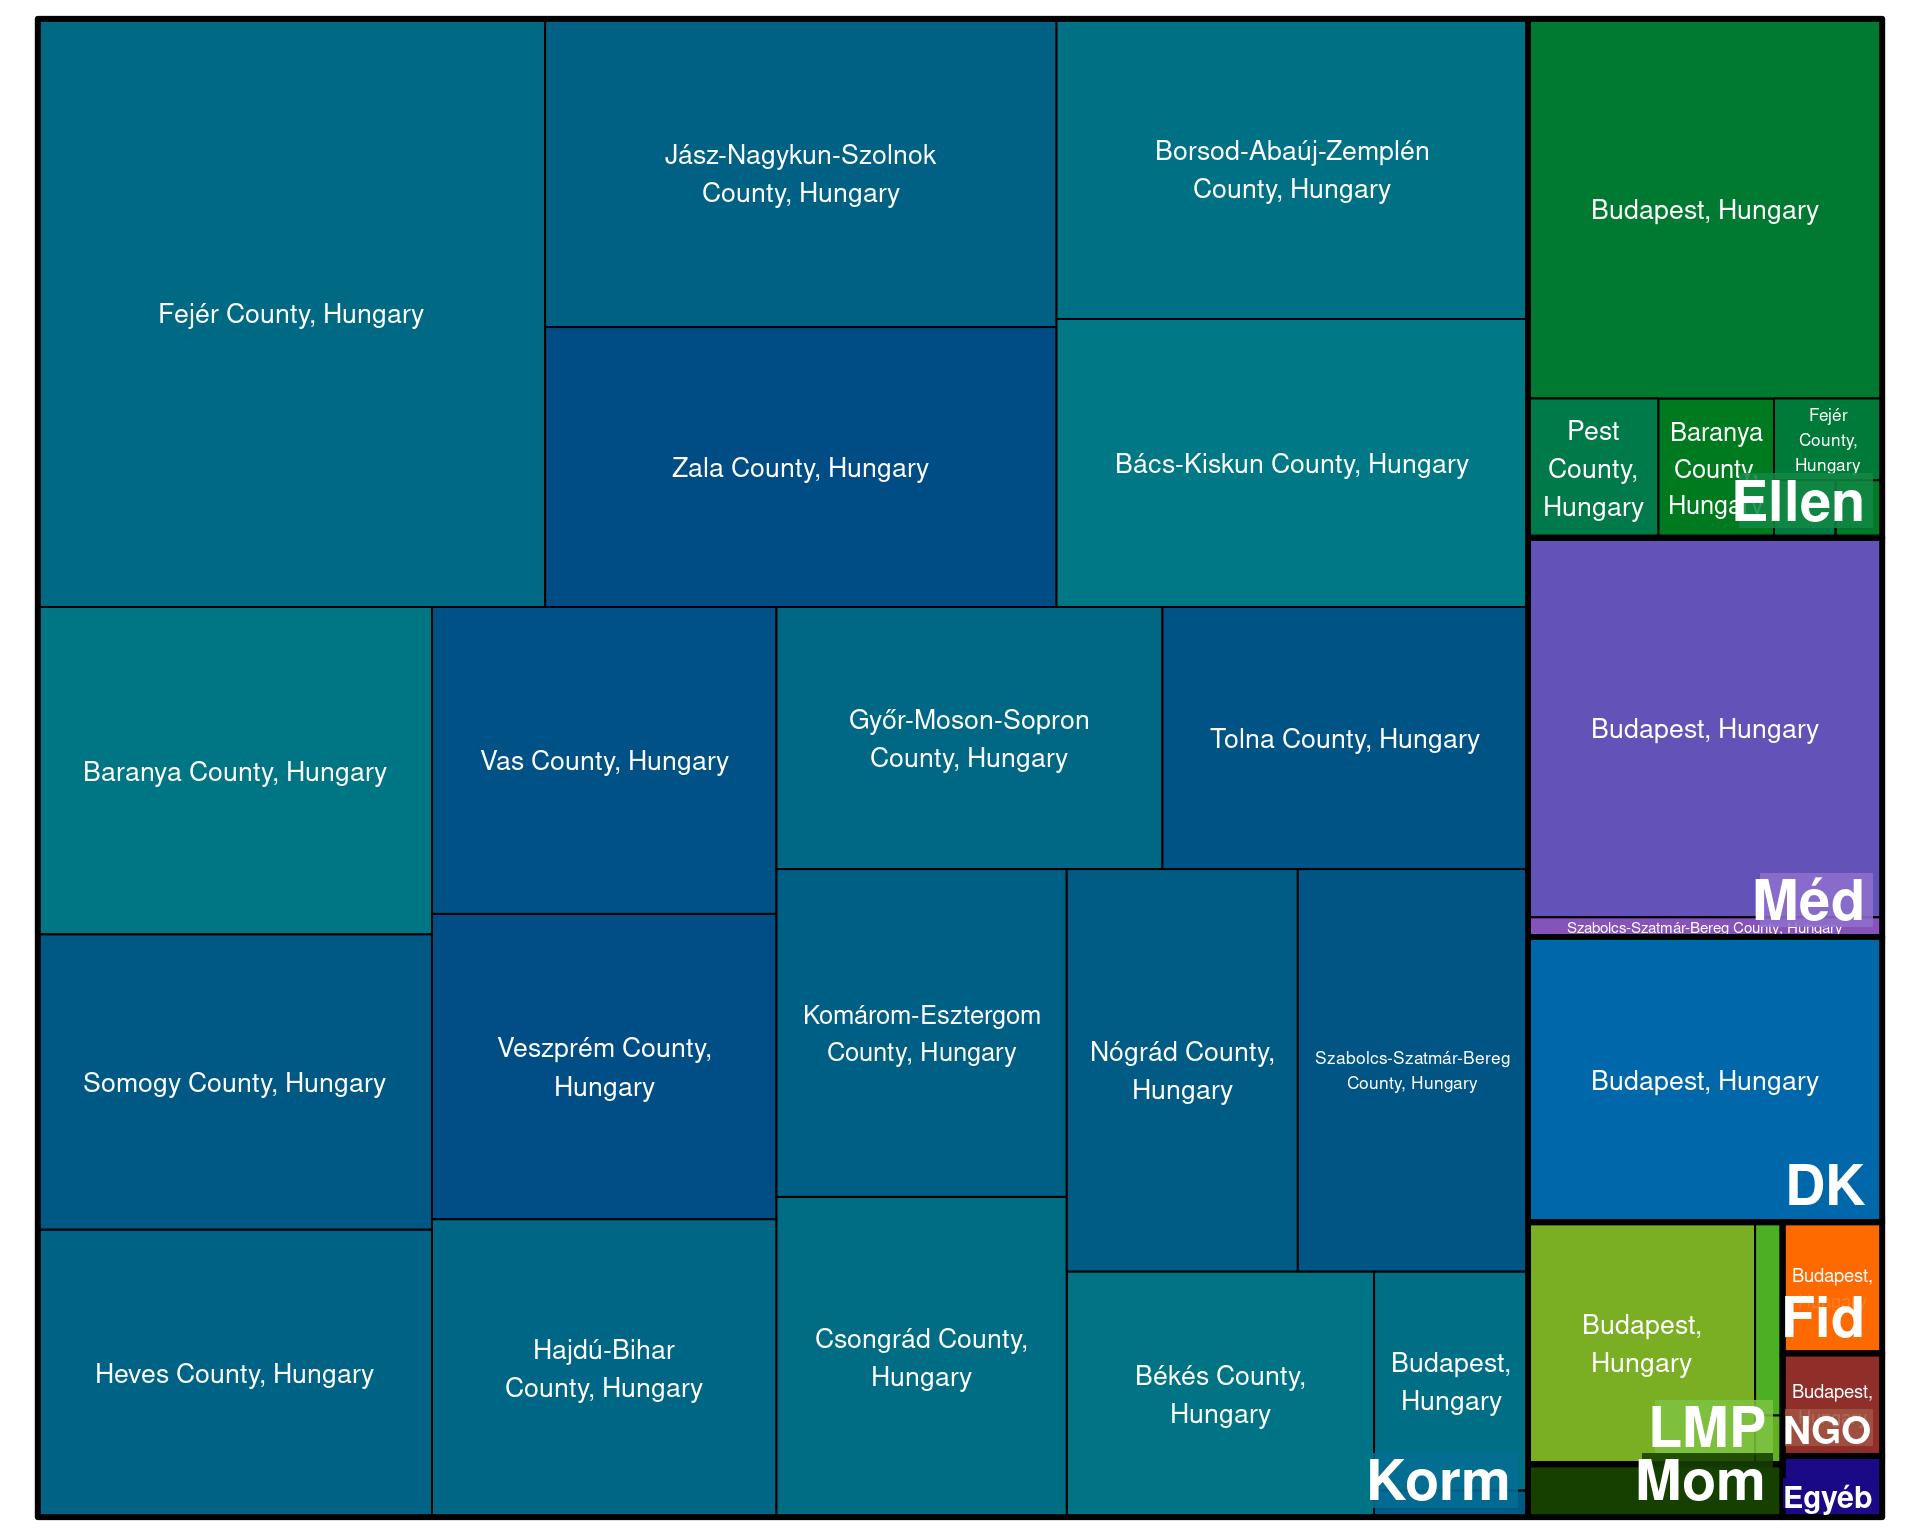 Fejér County, Hungary
Jász-Nagykun-Szolnok
County, Hungary
Zala County, Hungary
Borsod-Abaúj-Zemplén
County, Hungary
Bács-Kiskun County, Hungary
Baranya County, Hungary
Somogy County, Hungary
Heves County, Hungary
Vas County, Hungary
Veszprém County,
Hungary
Hajdú-Bihar
County, Hungary
Győr-Moson-Sopron
County, Hungary
Tolna County, Hungary
Komárom-Esztergom
County, Hungary
Csongrád County,
Hungary
Nógrád County,
Hungary
Szabolcs-Szatmár-Bereg
County, Hungary
Békés County,
Hungary
Budapest,
Hungary
Korm
Budapest, Hungary
Pest
County,
Hungary
Baranya
County,
Hungary
Fejér
County,
Hungary
Ellen
Budapest, Hungary
Szabolcs-Szatmár-Bereg County, Hungary
Méd
Budapest, Hungary
DK
Budapest,
Hungary
LMP
Mom
Budapest,
Fid
Budapest,
NGO
Egyéb